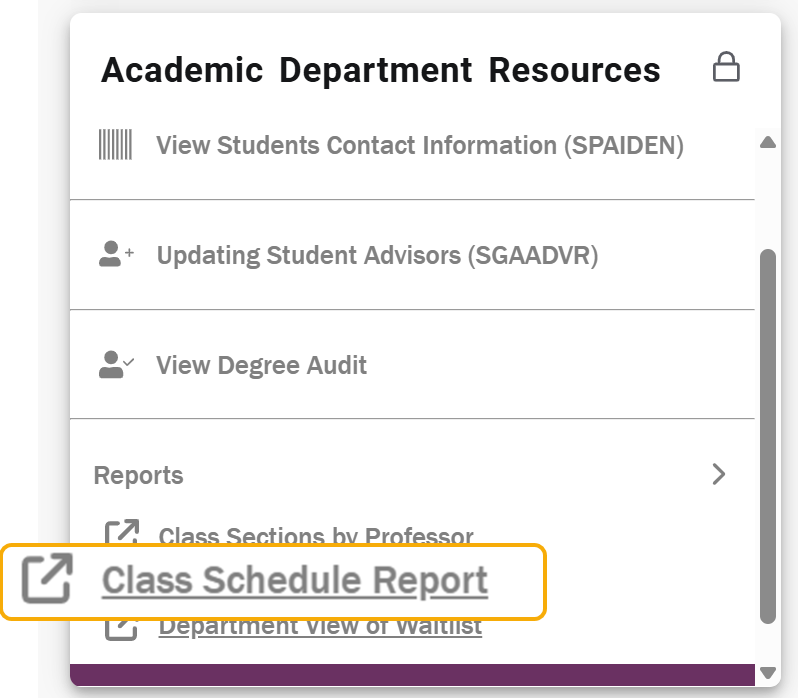 Academic Department Resources
View Students Contact Information (SPAIDEN)
Updating Student Advisors (SGAADVR)
View Degree Audit
Reports
Class Sections by Professor
Class Schedule Report
Department View of Waitlist